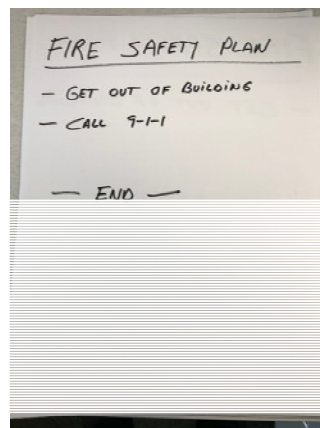 FIRE SAFETY PLAN
- GET OUT OF BUILDING
- CALL 9-1-1
- END -